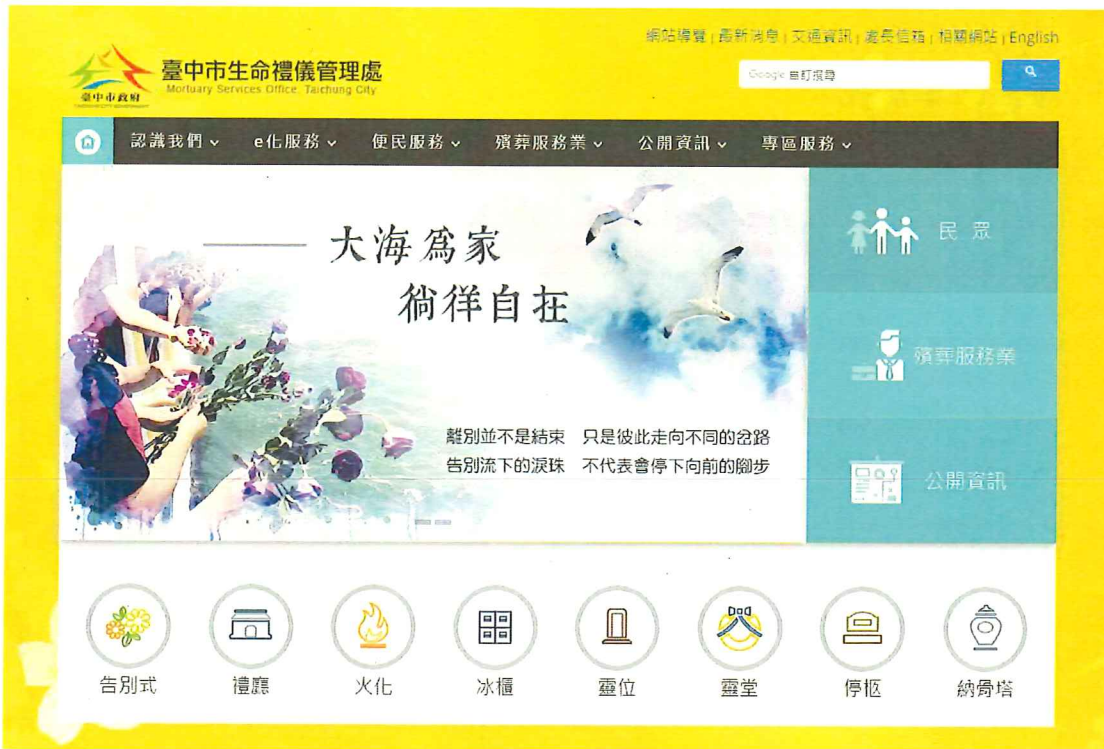 網站導覽 | 最新消息 | 交通資訊 | 處長信箱 | 相關網站 | English
臺中市政府
臺中市生命禮儀管理處
Mortuary Services Office, Taichung City
Google 自訂搜尋
認識我們 e化服務 便民服務 殯葬服務業 公開資訊 專區服務
大海為家
徜徉自在
離別並不是結束 只是彼此走向不同的岔路
告別流下的淚珠 不代表會停下向前的腳步
民眾
殯葬服務業
公開資訊
告別式 禮廳 火化 冰櫃 靈位 靈堂 停柩 納骨塔